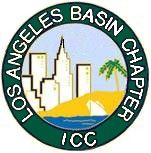 LOS ANGELES BASIN CHAPTER
ICC